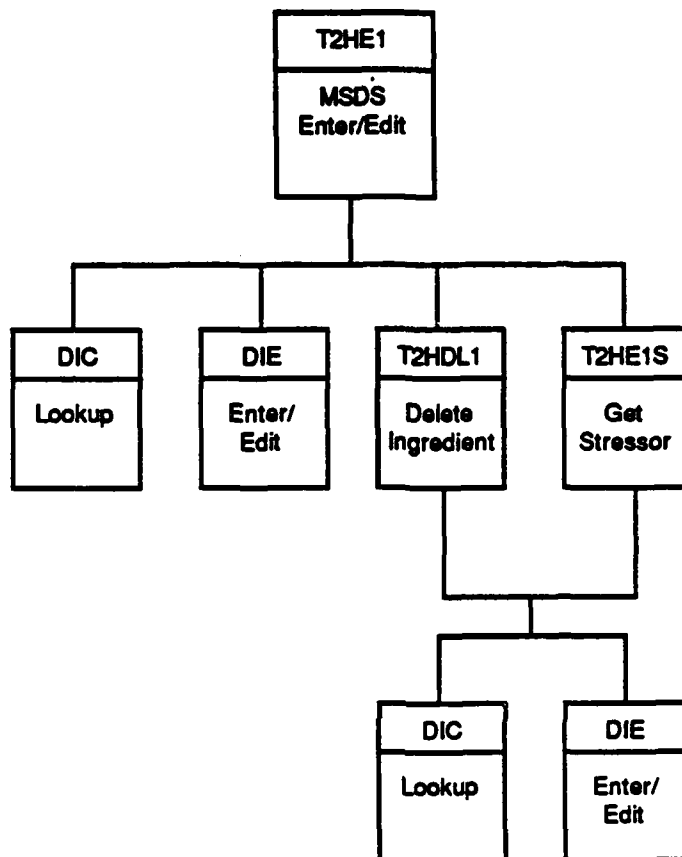 T2HE1
MSDS
Enter/Edit
DIC
DIE
T2HDL1
T2HE1S
Lookup
Enter/
Edit
Delete
Ingredient
Get
Stressor
DIC
DIE
Lookup
Enter/
Edit